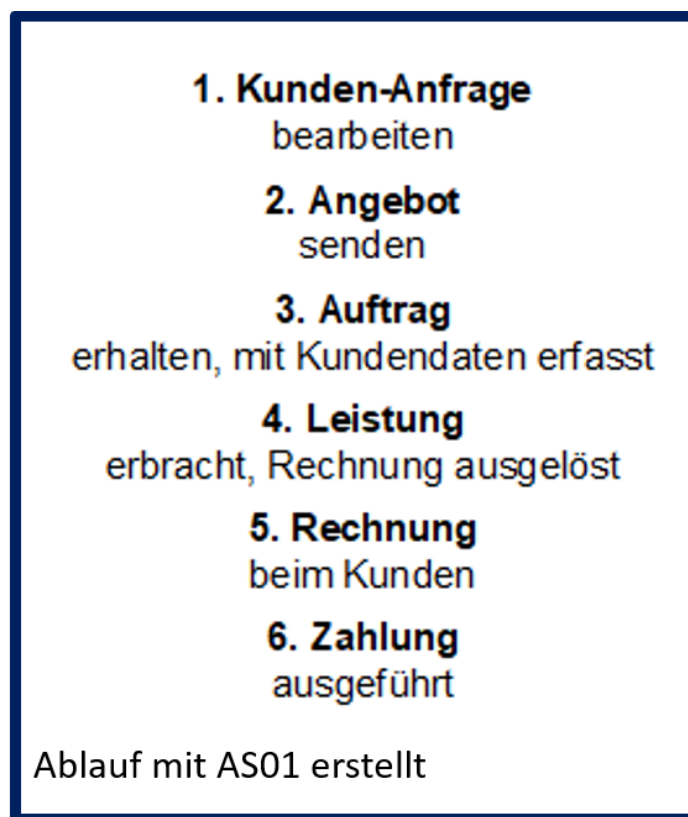 1. Kunden-Anfrage
bearbeiten
2. Angebot
senden
3. Auftrag
erhalten, mit Kundendaten erfasst
4. Leistung
erbracht, Rechnung ausgelöst
5. Rechnung
beim Kunden
6. Zahlung
ausgeführt
Ablauf mit AS01 erstellt